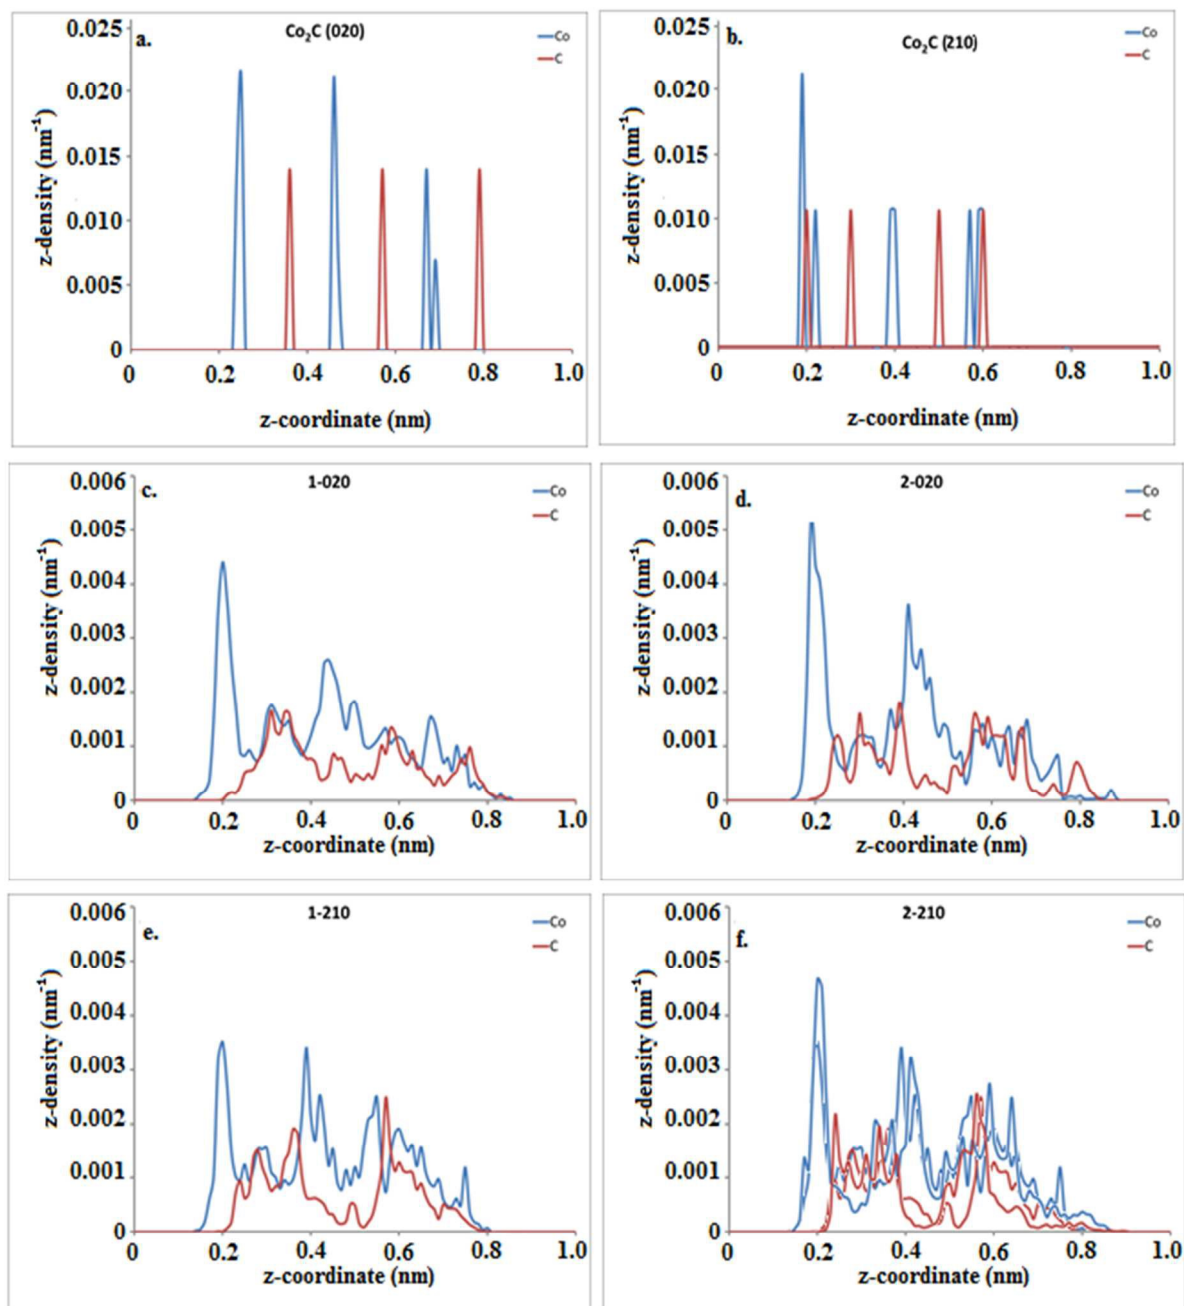 a.
Co₂C (020)
Co
C
z-density (nm⁻¹)
0.025
0.020
0.015
0.010
0.005
0
0 0.2 0.4 0.6 0.8 1.0
z-coordinate (nm)
b.
Co₂C (210)
Co
C
z-density (nm⁻¹)
0.025
0.020
0.015
0.010
0.005
0
0 0.2 0.4 0.6 0.8 1.0
z-coordinate (nm)
c.
1-020
Co
C
z-density (nm⁻¹)
0.006
0.005
0.004
0.003
0.002
0.001
0
0 0.2 0.4 0.6 0.8 1.0
z-coordinate (nm)
d.
2-020
Co
C
z-density (nm⁻¹)
0.006
0.005
0.004
0.003
0.002
0.001
0
0 0.2 0.4 0.6 0.8 1.0
z-coordinate (nm)
e.
1-210
Co
C
z-density (nm⁻¹)
0.006
0.005
0.004
0.003
0.002
0.001
0
0 0.2 0.4 0.6 0.8 1.0
z-coordinate (nm)
f.
2-210
Co
C
z-density (nm⁻¹)
0.006
0.005
0.004
0.003
0.002
0.001
0
0 0.2 0.4 0.6 0.8 1.0
z-coordinate (nm)